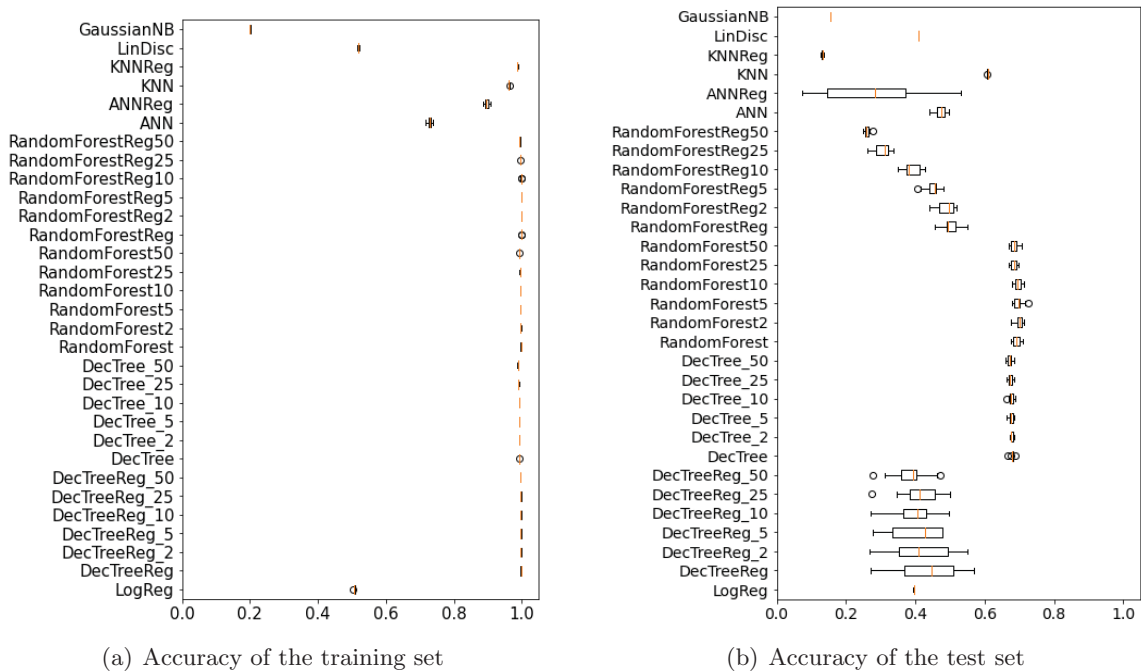 GaussianNB
LinDisc
KNNReg
KNN
ANNReg
ANN
RandomForestReg50
RandomForestReg25
RandomForestReg10
RandomForestReg5
RandomForestReg2
RandomForestReg
RandomForest50
RandomForest25
RandomForest10
RandomForest5
RandomForest2
RandomForest
DecTree_50
DecTree_25
DecTree_10
DecTree_5
DecTree_2
DecTree
DecTreeReg_50
DecTreeReg_25
DecTreeReg_10
DecTreeReg_5
DecTreeReg_2
DecTreeReg
LogReg
0.0 0.2 0.4 0.6 0.8 1.0
(a) Accuracy of the training set
GaussianNB
LinDisc
KNNReg
KNN
ANNReg
ANN
RandomForestReg50
RandomForestReg25
RandomForestReg10
RandomForestReg5
RandomForestReg2
RandomForestReg
RandomForest50
RandomForest25
RandomForest10
RandomForest5
RandomForest2
RandomForest
DecTree_50
DecTree_25
DecTree_10
DecTree_5
DecTree_2
DecTree
DecTreeReg_50
DecTreeReg_25
DecTreeReg_10
DecTreeReg_5
DecTreeReg_2
DecTreeReg
LogReg
0.0 0.2 0.4 0.6 0.8 1.0
(b) Accuracy of the test set